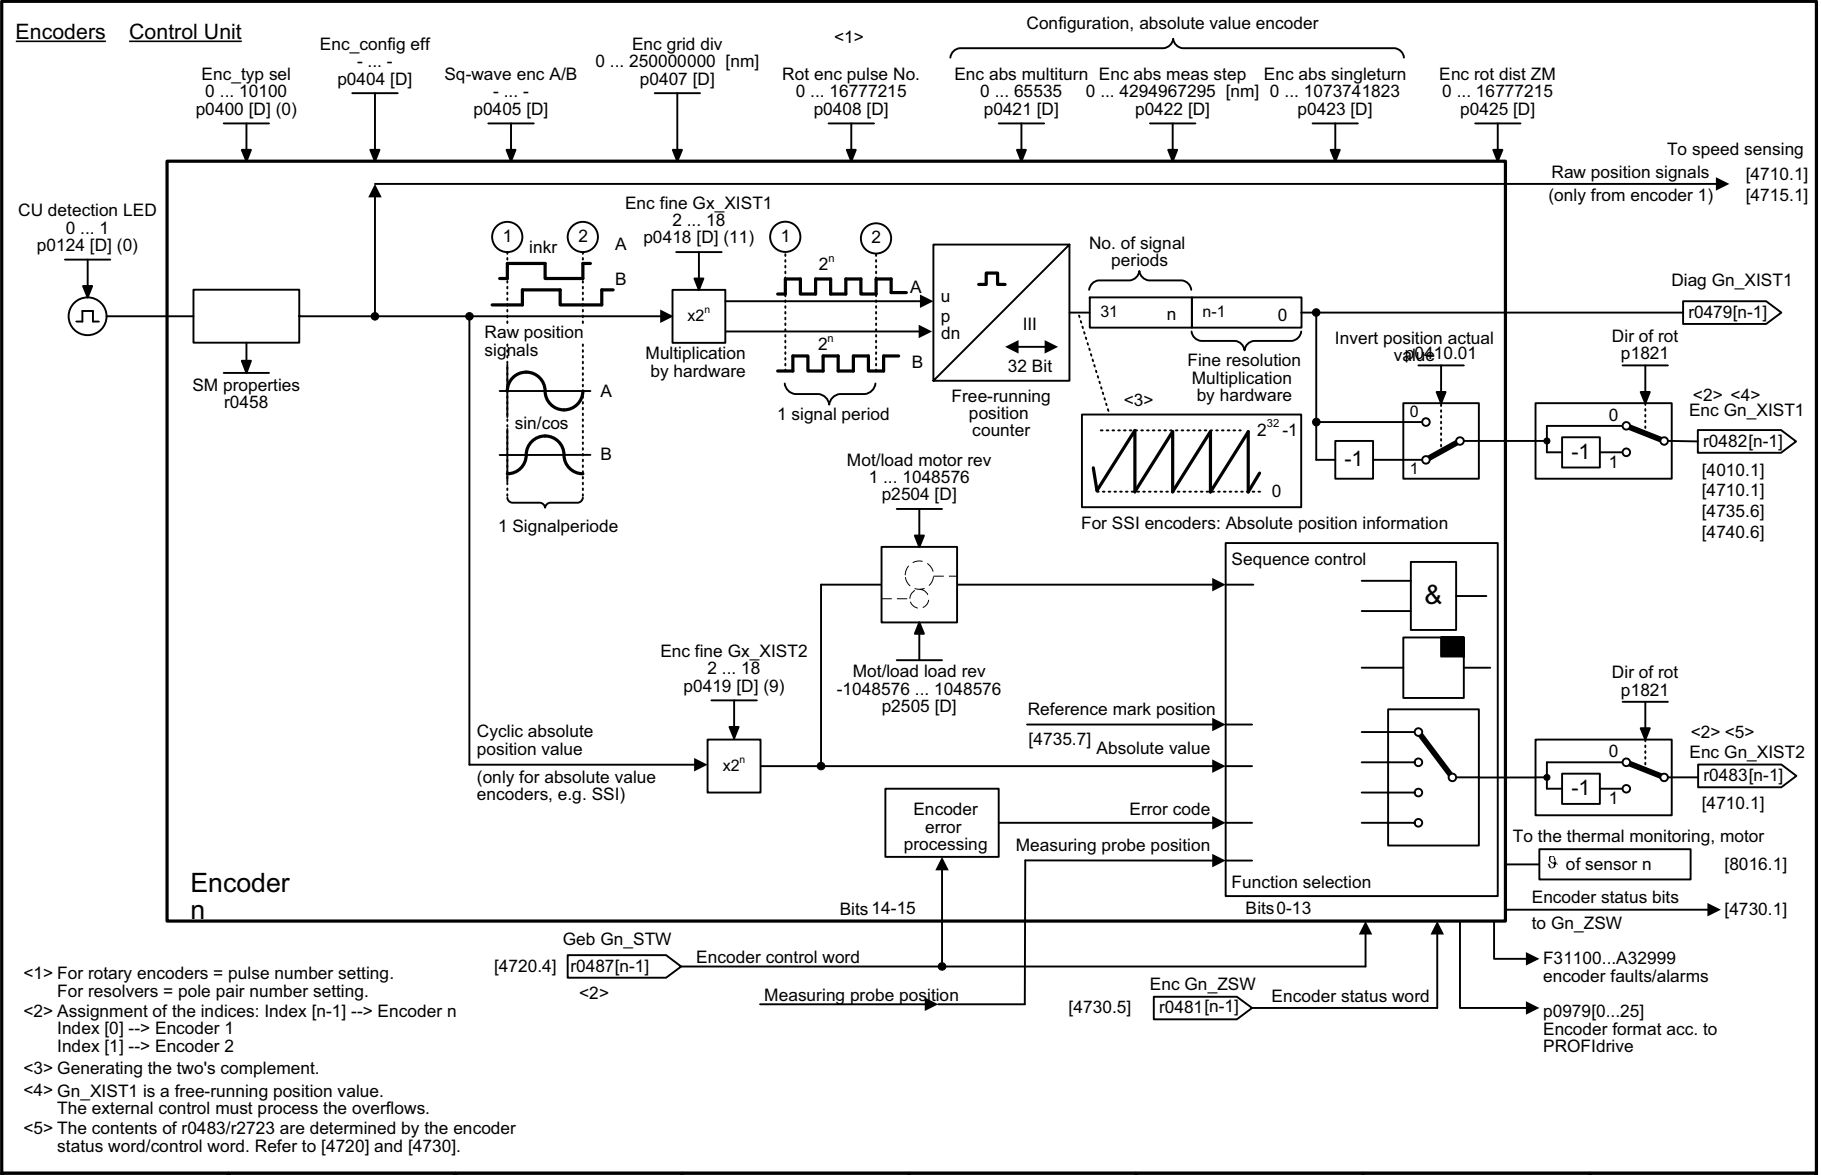 Encoders Control Unit
Configuration, absolute value encoder
Enc_typ sel
0 ... 10100
p0400 [D] (0)
Enc_config eff
- ... -
p0404 [D]
Sq-wave enc A/B
- ... -
p0405 [D]
Enc grid div
0 ... 250000000 [nm]
p0407 [D]
<1>
Rot enc pulse No.
0 ... 16777215
p0408 [D]
Enc abs multiturn
0 ... 65535
p0421 [D]
Enc abs meas step
0 ... 4294967295 [nm]
p0422 [D]
Enc abs singleturn
0 ... 1073741823
p0423 [D]
Enc rot dist ZM
0 ... 16777215
p0425 [D]
To speed sensing
Raw position signals
(only from encoder 1)
[4710.1]
[4715.1]
CU detection LED
0 ... 1
p0124 [D] (0)
SM properties
r0458
1
inkr
2
A
B
Raw position
signals
A
sin/cos
B
1 Signalperiode
Enc fine Gx_XIST1
2 ... 18
p0418 [D] (11)
x2ⁿ
Multiplication
by hardware
1
2
2ⁿ
A
2ⁿ
B
1 signal period
u
p
dn
III
32 Bit
Free-running
position
counter
No. of signal
periods
31 n
n-1 0
Fine resolution
Multiplication
by hardware
<3>
2³² -1
0
For SSI encoders: Absolute position information
Diag Gn_XIST1
r0479[n-1]
Invert position actual
value
p0410.01
0
1
-1
Dir of rot
p1821
0
-1
1
<2> <4>
Enc Gn_XIST1
r0482[n-1]
[4010.1]
[4710.1]
[4735.6]
[4740.6]
Mot/load motor rev
1 ... 1048576
p2504 [D]
Mot/load load rev
-1048576 ... 1048576
p2505 [D]
Enc fine Gx_XIST2
2 ... 18
p0419 [D] (9)
Cyclic absolute
position value
(only for absolute value
encoders, e.g. SSI)
x2ⁿ
Reference mark position
[4735.7]
Absolute value
Encoder
error
processing
Error code
Measuring probe position
Sequence control
&
Function selection
Dir of rot
p1821
0
-1
1
<2> <5>
Enc Gn_XIST2
r0483[n-1]
[4710.1]
To the thermal monitoring, motor
ϑ of sensor n
[8016.1]
Encoder
n
Bits 14-15
Bits 0-13
Encoder status bits
to Gn_ZSW
[4730.1]
Geb Gn_STW
[4720.4]
r0487[n-1]
<2>
Encoder control word
Measuring probe position
[4730.5]
Enc Gn_ZSW
r0481[n-1]
Encoder status word
F31100...A32999
encoder faults/alarms
p0979[0...25]
Encoder format acc. to
PROFIdrive
<1> For rotary encoders = pulse number setting.
For resolvers = pole pair number setting.
<2> Assignment of the indices: Index [n-1] --> Encoder n
Index [0] --> Encoder 1
Index [1] --> Encoder 2
<3> Generating the two's complement.
<4> Gn_XIST1 is a free-running position value.
The external control must process the overflows.
<5> The contents of r0483/r2723 are determined by the encoder
status word/control word. Refer to [4720] and [4730].